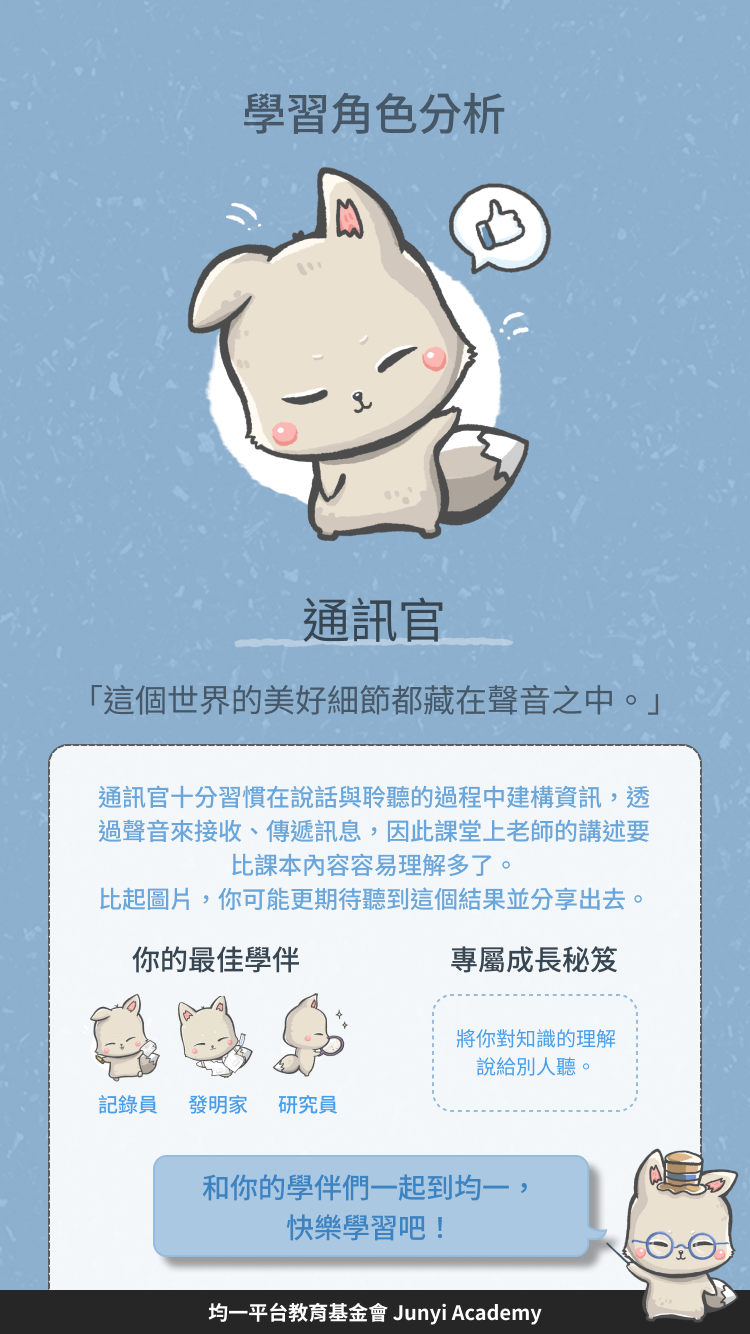 學習角色分析
通訊官
「這個世界的美好細節都藏在聲音之中。」
通訊官十分習慣在說話與聆聽的過程中建構資訊，透
過聲音來接收、傳遞訊息，因此課堂上老師的講述要
比課本內容容易理解多了。
比起圖片，你可能更期待聽到這個結果並分享出去。
你的最佳學伴
記錄員
發明家
研究員
專屬成長秘笈
將你對知識的理解
說給別人聽。
和你的學伴們一起到均一，
快樂學習吧！
均一平台教育基金會 Junyi Academy